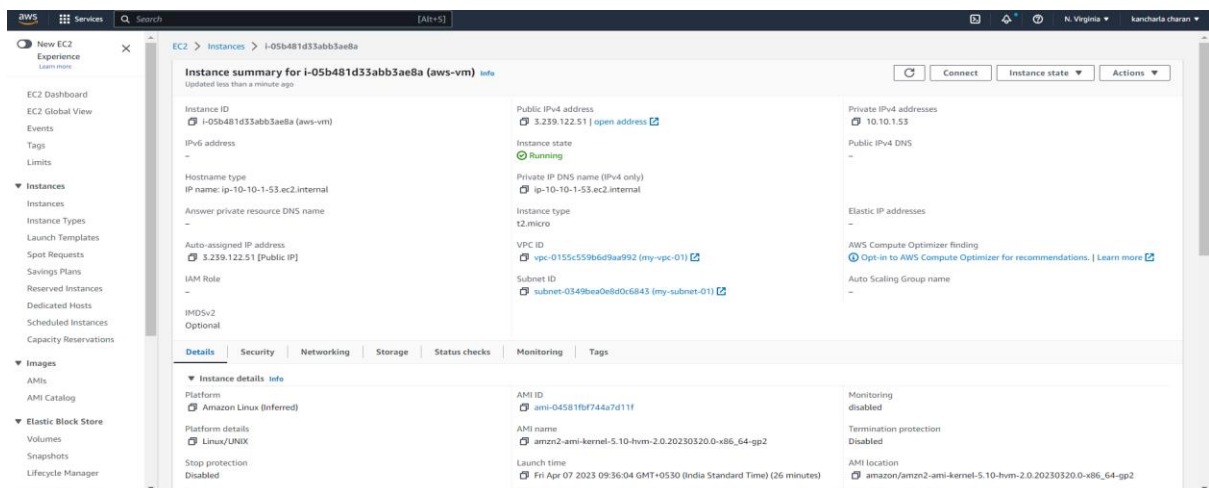 aws Services Search [Alt+S] N. Virginia kancharla charan
New EC2
Experience
Learn more
EC2 Dashboard
EC2 Global View
Events
Tags
Limits
Instances
Instances
Instance Types
Launch Templates
Spot Requests
Savings Plans
Reserved Instances
Dedicated Hosts
Scheduled Instances
Capacity Reservations
Images
AMIs
AMI Catalog
Elastic Block Store
Volumes
Snapshots
Lifecycle Manager
EC2 > Instances > i-05b481d33abb3ae8a
Instance summary for i-05b481d33abb3ae8a (aws-vm) Info
Updated less than a minute ago
Connect Instance state Actions
Instance ID Public IPv4 address Private IPv4 addresses
i-05b481d33abb3ae8a (aws-vm) 3.239.122.51 | open address 10.10.1.53
IPv6 address Instance state Public IPv4 DNS
– Running –
Hostname type Private IP DNS name (IPv4 only)
IP name: ip-10-10-1-53.ec2.internal ip-10-10-1-53.ec2.internal
Answer private resource DNS name Instance type Elastic IP addresses
– t2.micro –
Auto-assigned IP address VPC ID AWS Compute Optimizer finding
3.239.122.51 [Public IP] vpc-0155c559b6d9aa992 (my-vpc-01) Opt-in to AWS Compute Optimizer for recommendations. | Learn more
IAM Role Subnet ID Auto Scaling Group name
– subnet-0349bea0e8d0c6843 (my-subnet-01) –
IMDSv2
Optional
Details Security Networking Storage Status checks Monitoring Tags
Instance details Info
Platform AMI ID Monitoring
Amazon Linux (Inferred) ami-04581fbf744a7d11f disabled
Platform details AMI name Termination protection
Linux/UNIX amzn2-ami-kernel-5.10-hvm-2.0.20230320.0-x86_64-gp2 Disabled
Stop protection Launch time AMI location
Disabled Fri Apr 07 2023 09:36:04 GMT+0530 (India Standard Time) (26 minutes) amazon/amzn2-ami-kernel-5.10-hvm-2.0.20230320.0-x86_64-gp2